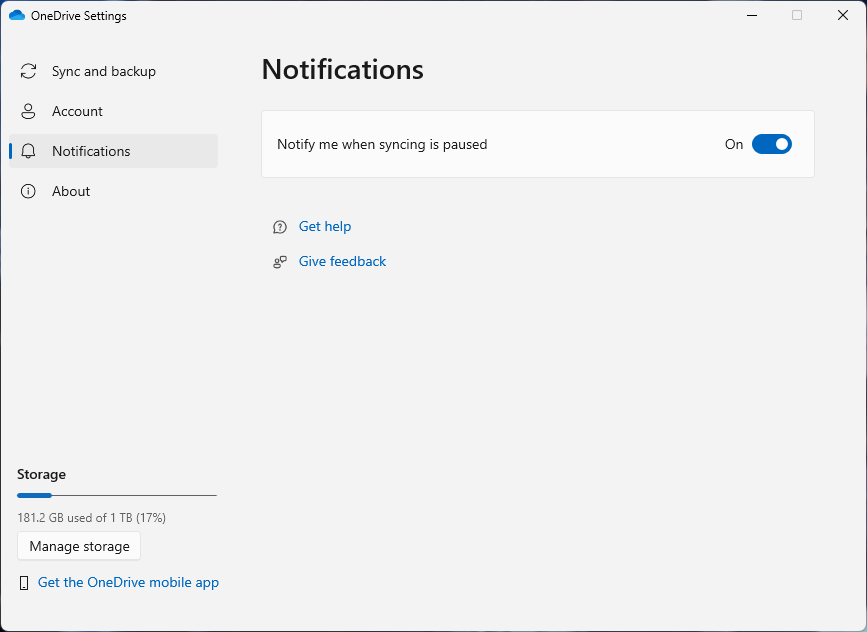 OneDrive Settings
Sync and backup
Account
Notifications
About
Notifications
Notify me when syncing is paused
On
Get help
Give feedback
Storage
181.2 GB used of 1 TB (17%)
Manage storage
Get the OneDrive mobile app